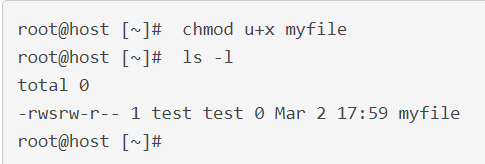 root@host [~]#  chmod u+x myfile
root@host [~]#  ls -l
total 0
-rwsrw-r-- 1 test test 0 Mar 2 17:59 myfile
root@host [~]#